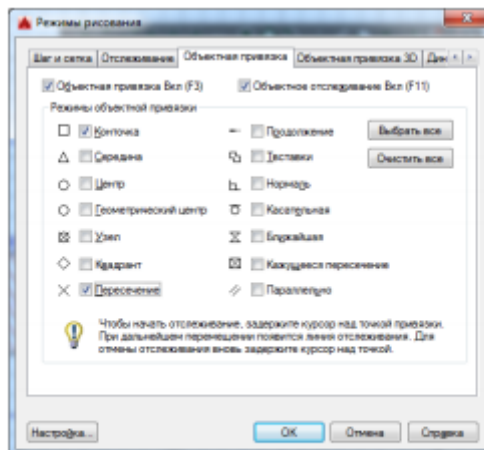 Режимы рисования
Шаг и сетка Отслеживание Объектная привязка Объектная привязка 3D Дин
Объектная привязка Вкл (F3) Объектное отслеживание Вкл (F11)
Режимы объектной привязки
Конточка Продолжение Выбрать все
Середина Твставки Очистить все
Центр Нормаль
Геометрический центр Касательная
Узел Ближайшая
Квадрант Кажущееся пересечение
Пересечение Параллельно
Чтобы начать отслеживание, задержите курсор над точкой привязки.
При дальнейшем перемещении появится линия отслеживания. Для
отмены отслеживания вновь задержите курсор над точкой.
Настройка... ОК Отмена Справка